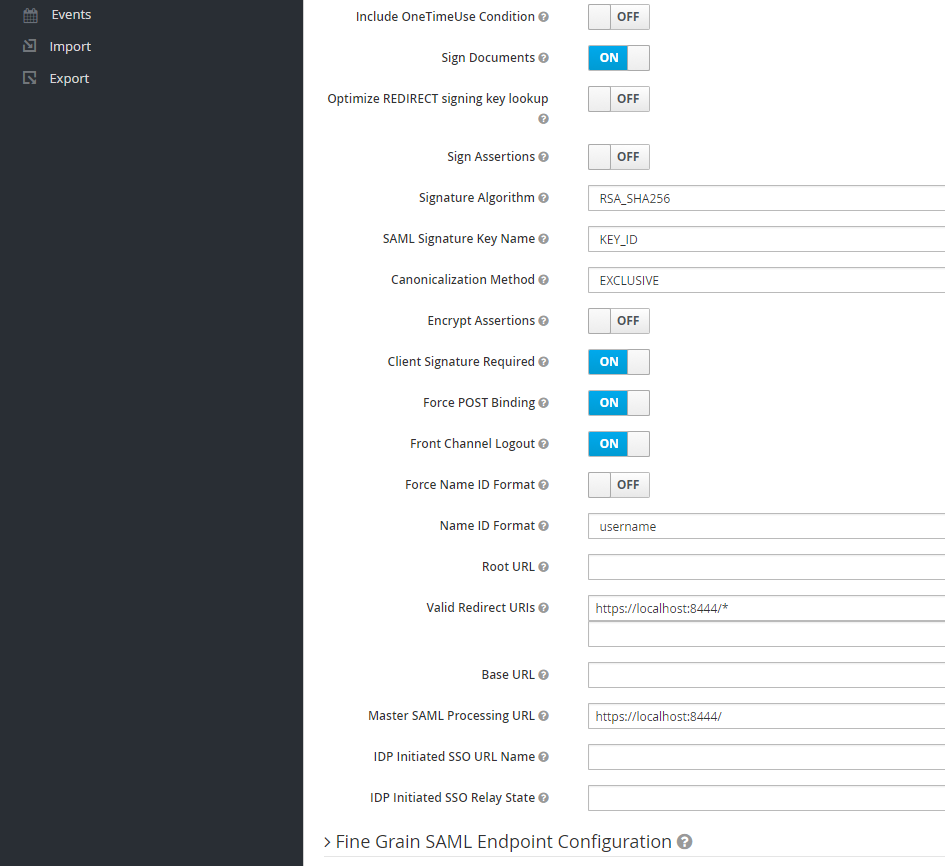 Events
Import
Export
Include OneTimeUse Condition ? OFF
Sign Documents ? ON
Optimize REDIRECT signing key lookup ? OFF
Sign Assertions ? OFF
Signature Algorithm ? RSA_SHA256
SAML Signature Key Name ? KEY_ID
Canonicalization Method ? EXCLUSIVE
Encrypt Assertions ? OFF
Client Signature Required ? ON
Force POST Binding ? ON
Front Channel Logout ? ON
Force Name ID Format ? OFF
Name ID Format ? username
Root URL ?
Valid Redirect URIs ? https://localhost:8444/*
Base URL ?
Master SAML Processing URL ? https://localhost:8444/
IDP Initiated SSO URL Name ?
IDP Initiated SSO Relay State ?
> Fine Grain SAML Endpoint Configuration ?